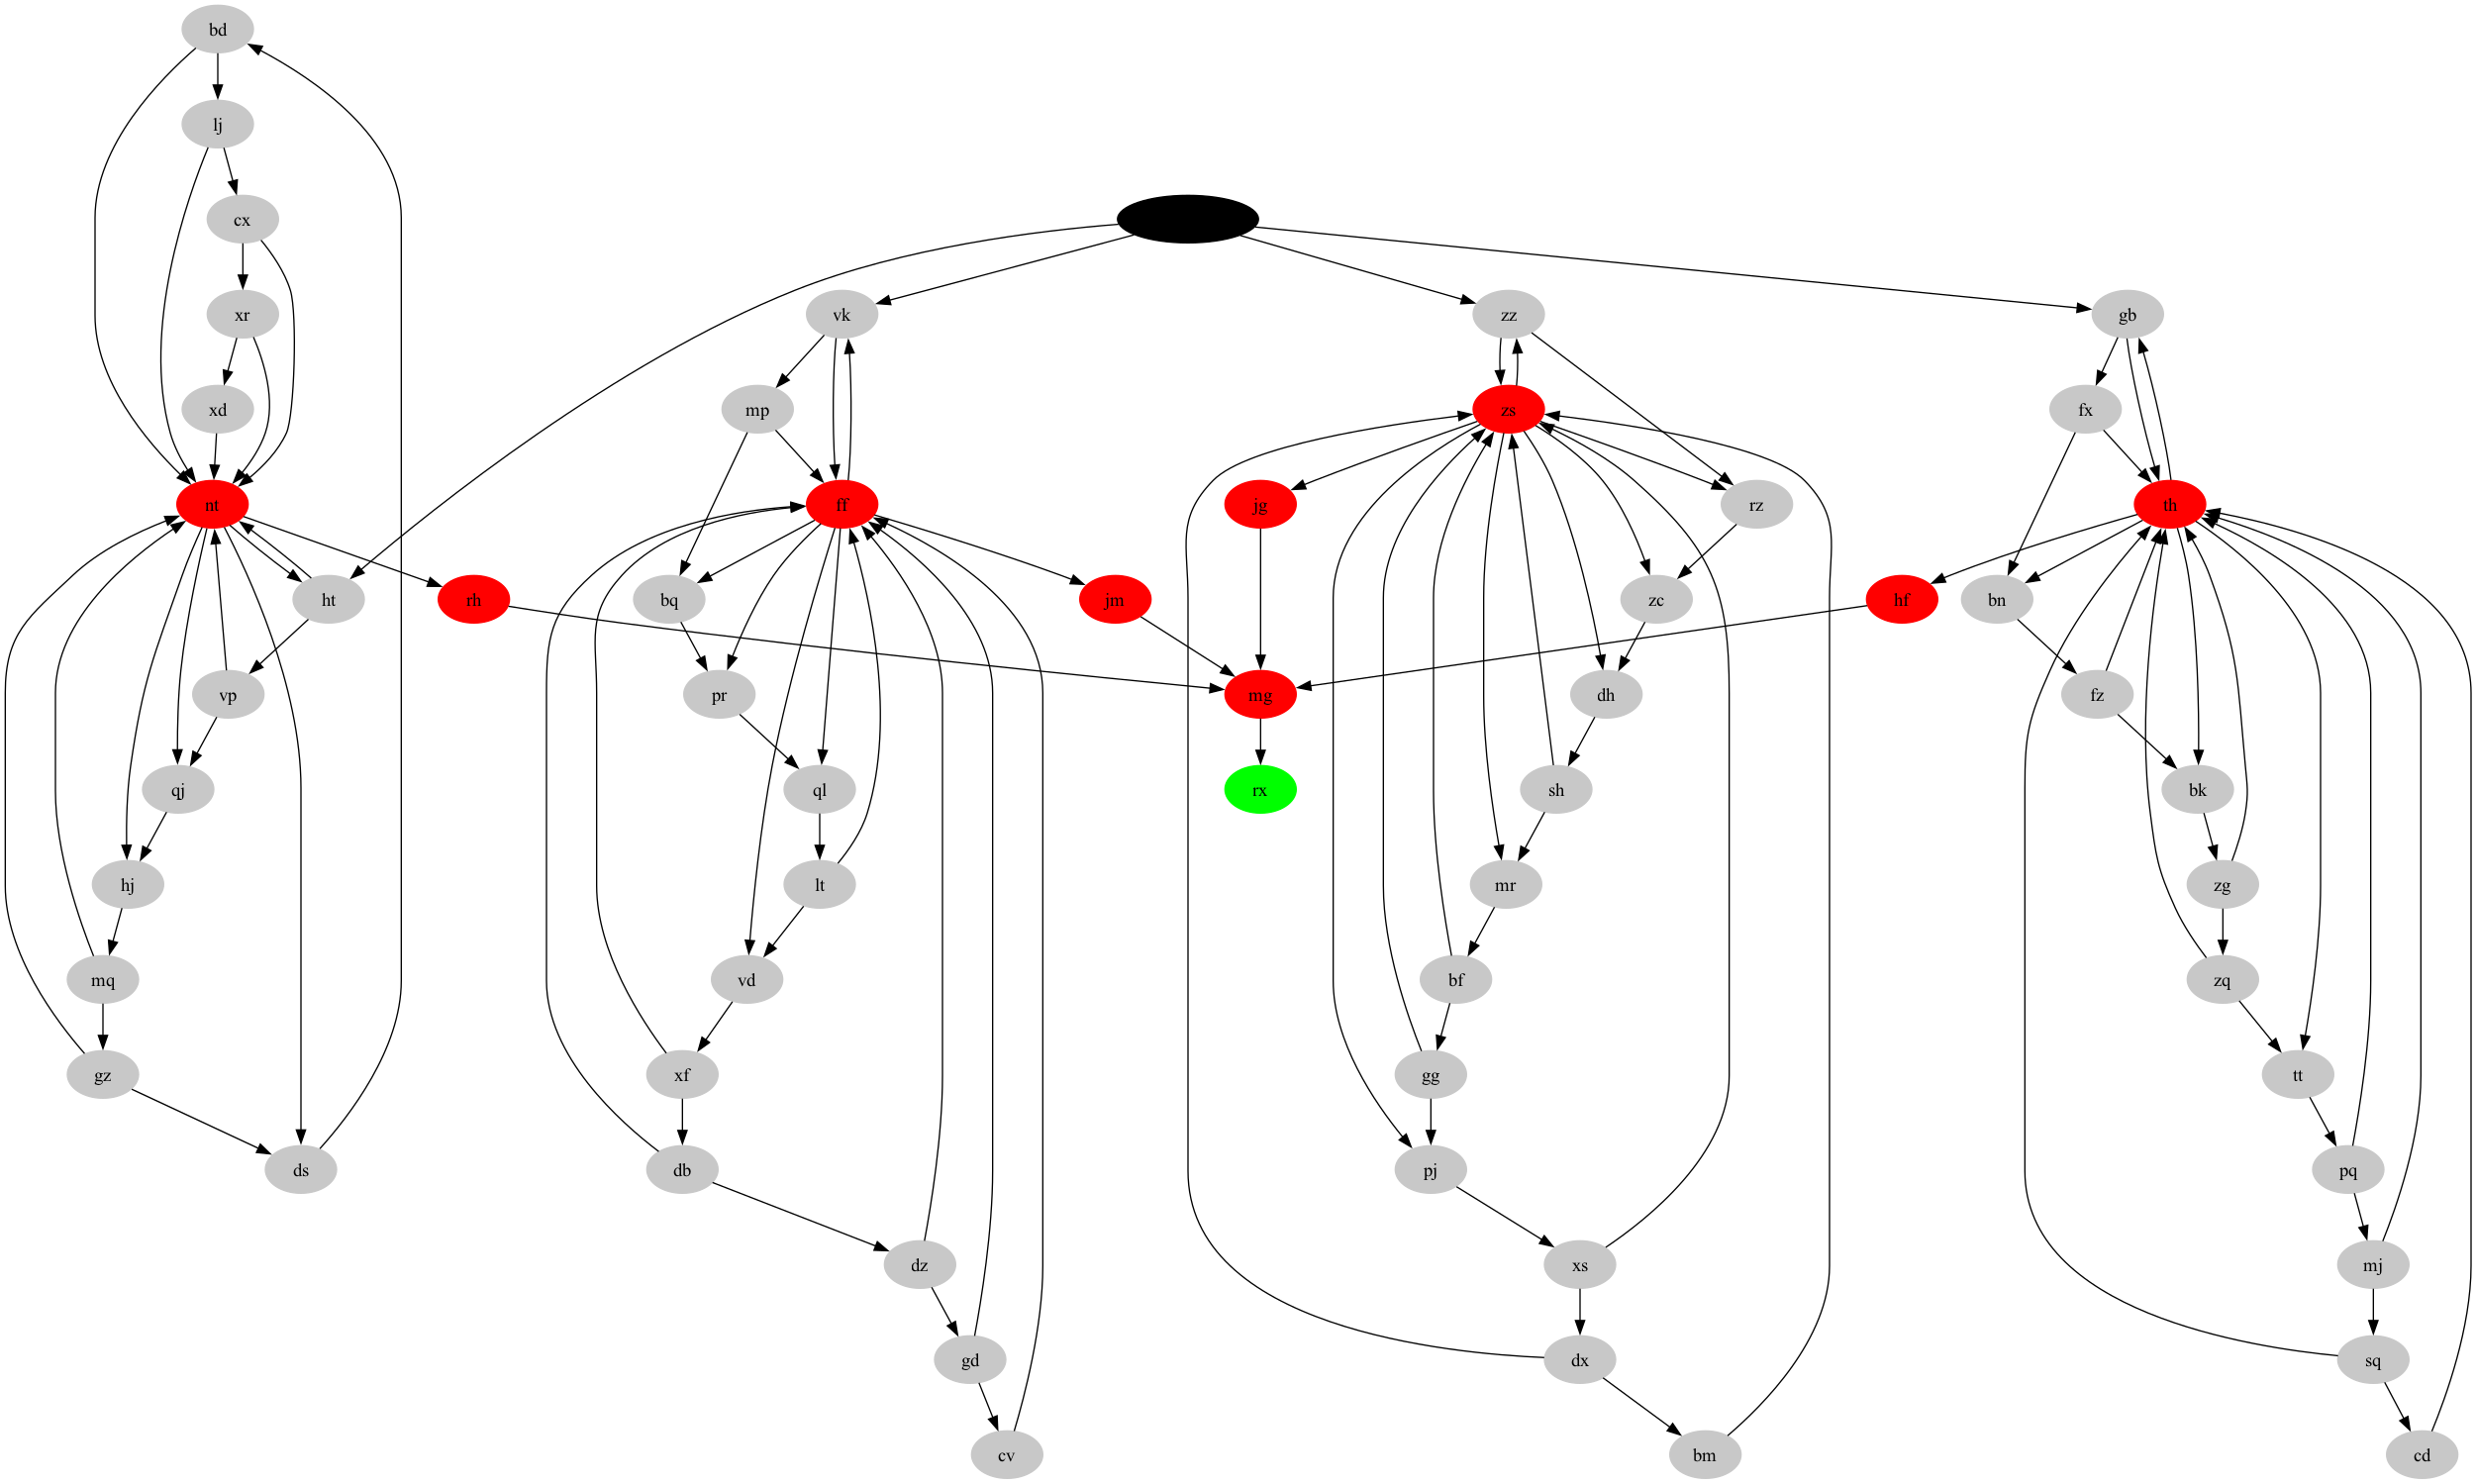 bd
lj
cx
xr
vk
zz
gb
xd
mp
zs
fx
nt
ff
jg
rz
th
ht
rh
bq
jm
zc
hf
bn
vp
pr
mg
dh
fz
qj
ql
rx
sh
bk
hj
lt
mr
zg
mq
vd
bf
zq
gz
xf
gg
tt
ds
db
pj
pq
dz
xs
mj
gd
dx
sq
cv
bm
cd